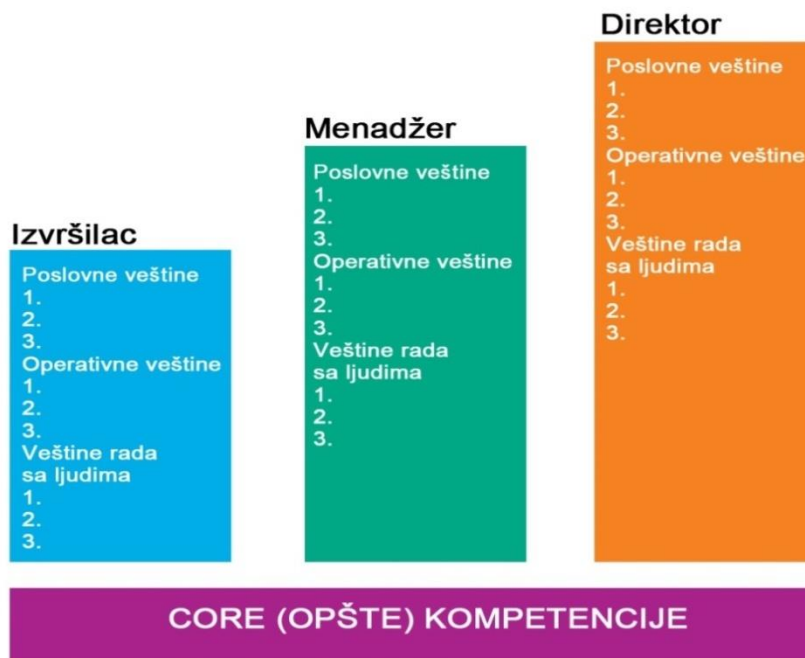 Izvršilac
Poslovne veštine
1.
2.
3.
Operativne veštine
1.
2.
3.
Veštine rada
sa ljudima
1.
2.
3.
Menadžer
Poslovne veštine
1.
2.
3.
Operativne veštine
1.
2.
3.
Veštine rada
sa ljudima
1.
2.
3.
Direktor
Poslovne veštine
1.
2.
3.
Operativne veštine
1.
2.
3.
Veštine rada
sa ljudima
1.
2.
3.
CORE (OPŠTE) KOMPETENCIJE